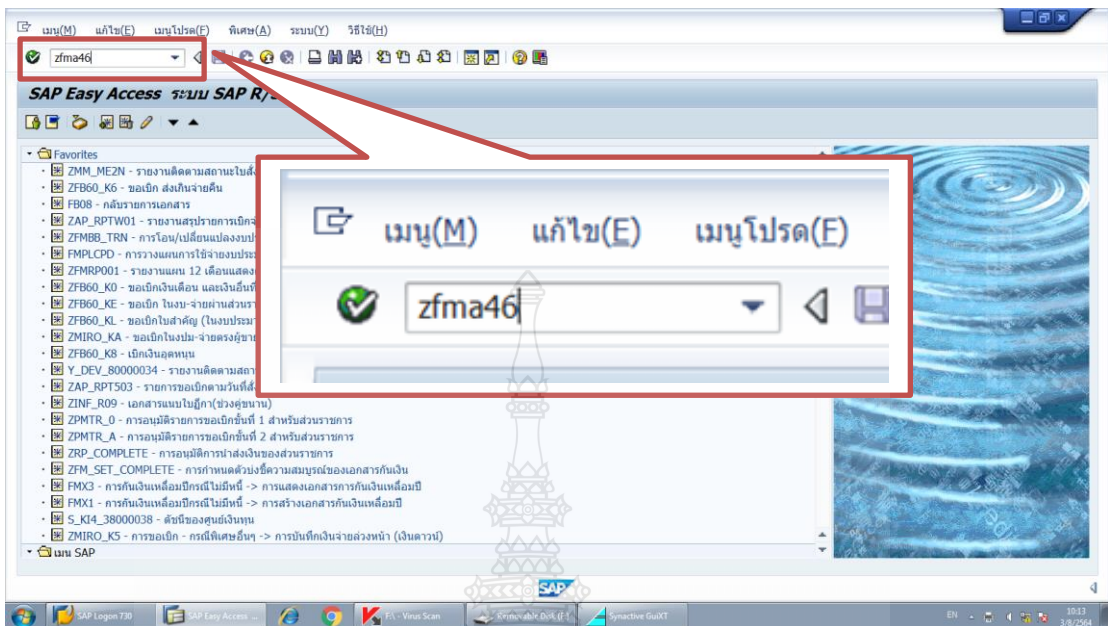 เมนู(M) แก้ไข(E) เมนูโปรด(F) พิเศษ(A) ระบบ(Y) วิธีใช้(H)
zfma46
SAP Easy Access ระบบ SAP R/
Favorites
ZMM_ME2N - รายงานติดตามสถานะใบสั่ง
ZFB60_K6 - ขอเบิก ส่งเกินจ่ายคืน
FB08 - กลับรายการเอกสาร
ZAP_RPTW01 - รายงานสรุปรายการเบิก
ZFMBB_TRN - การโอน/เปลี่ยนแปลงงบ
FMPLCPD - การวางแผนการใช้จ่ายงบประ
ZFMRP001 - รายงานแผน 12 เดือนแสดง
ZFB60_K0 - ขอเบิกเงินเดือน และเงินอื่นที่
ZFB60_KE - ขอเบิก ในงบ-จ่ายผ่านส่วนรา
ZFB60_KL - ขอเบิกใบสำคัญ (ในงบประมา
ZMIRO_KA - ขอเบิกในงปม-จ่ายตรงผู้ขาย
ZFB60_K8 - เบิกเงินอุดหนุน
Y_DEV_80000034 - รายงานติดตามสถา
ZAP_RPT503 - รายการขอเบิกตามวันที่สั่ง
ZINF_R09 - เอกสารแนบใบฎีกา(ช่วงคู่ขนาน)
ZPMTR_0 - การอนุมัติรายการขอเบิกชั้นที่ 1 สำหรับส่วนราชการ
ZPMTR_A - การอนุมัติรายการขอเบิกชั้นที่ 2 สำหรับส่วนราชการ
ZRP_COMPLETE - การอนุมัติการนำส่งเงินของส่วนราชการ
ZFM_SET_COMPLETE - การกำหนดตัวบ่งชี้ความสมบูรณ์ของเอกสารกันเงิน
FMX3 - การกันเงินเหลื่อมปีกรณีไม่มีหนี้ -> การแสดงเอกสารการกันเงินเหลื่อมปี
FMX1 - การกันเงินเหลื่อมปีกรณีไม่มีหนี้ -> การสร้างเอกสารกันเงินเหลื่อมปี
S_KI4_38000038 - ดัชนีของศูนย์เงินทุน
ZMIRO_K5 - การขอเบิก - กรณีพิเศษอื่นๆ -> การบันทึกเงินจ่ายล่วงหน้า (เงินดาวน์)
เมนู SAP
เมนู(M) แก้ไข(E) เมนูโปรด(F)
zfma46
SAP
SAP Logon 730 SAP Easy Access ... F:\ - Virus Scan Removable Disk (F:) Synactive GuiXT EN 10:13
3/8/2564